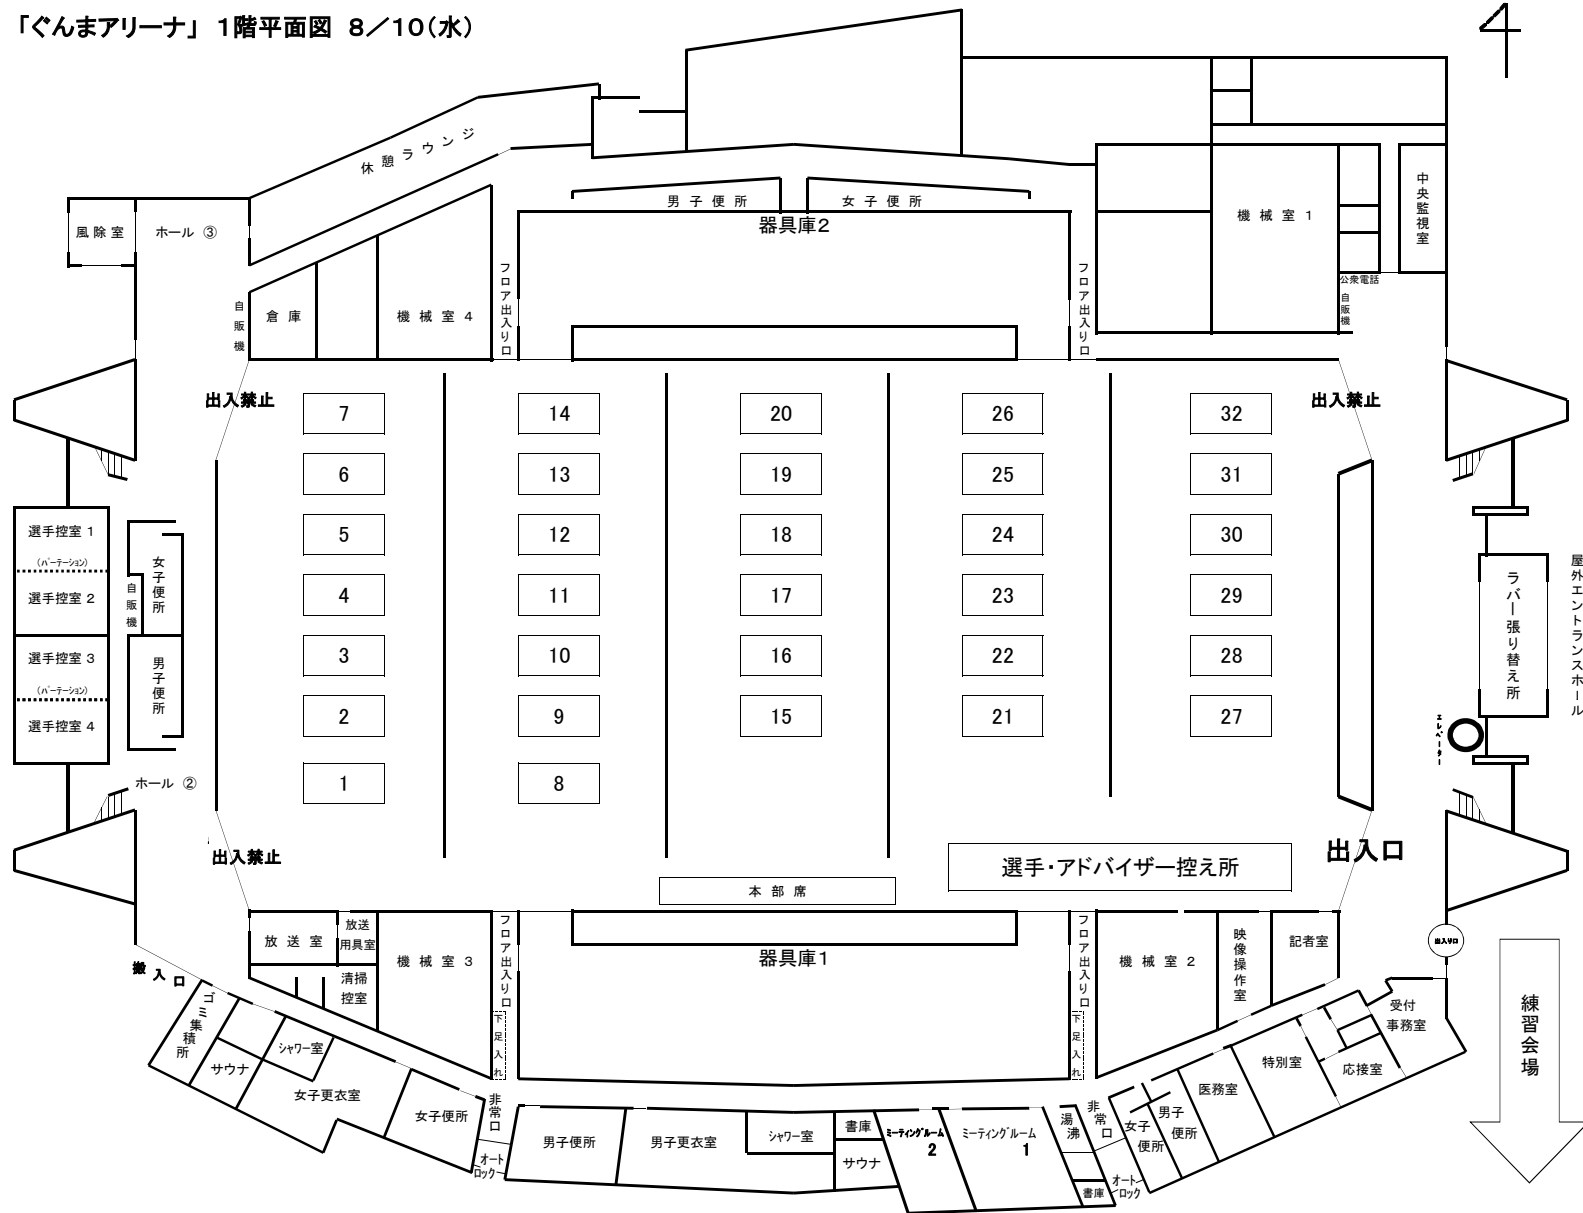 「ぐんまアリーナ」 1階平面図 8／10(水)
4
休憩ラウンジ
男子便所
女子便所
器具庫2
風除室
ホール ③
機械室1
中央監視室
公衆電話
自販機
フロア出入り口
フロア出入り口
自販機
倉庫
機械室4
出入禁止
出入禁止
7
14
20
26
32
6
13
19
25
31
5
12
18
24
30
4
11
17
23
29
3
10
16
22
28
2
9
15
21
27
1
8
選手控室 1
(パーテーション)
選手控室 2
選手控室 3
(パーテーション)
選手控室 4
女子便所
自販機
男子便所
ホール ②
ラバー張り替え所
屋外エントランスホール
エレベーター
出入禁止
出入口
選手・アドバイザー控え所
本部席
放送室
放送
用具室
機械室3
清掃
控室
フロア出入り口
下足入れ
器具庫1
フロア出入り口
下足入れ
機械室2
映像操作室
記者室
出入り口
練習会場
搬入口
ゴミ集積所
サウナ
シャワー室
女子更衣室
女子便所
非常口
オート
ロック
男子便所
男子更衣室
シャワー室
書庫
サウナ
ミーティングルーム
2
ミーティングルーム
1
湯沸
書庫
非常口
オート
ロック
女子
便所
男子
便所
医務室
特別室
応接室
受付
事務室